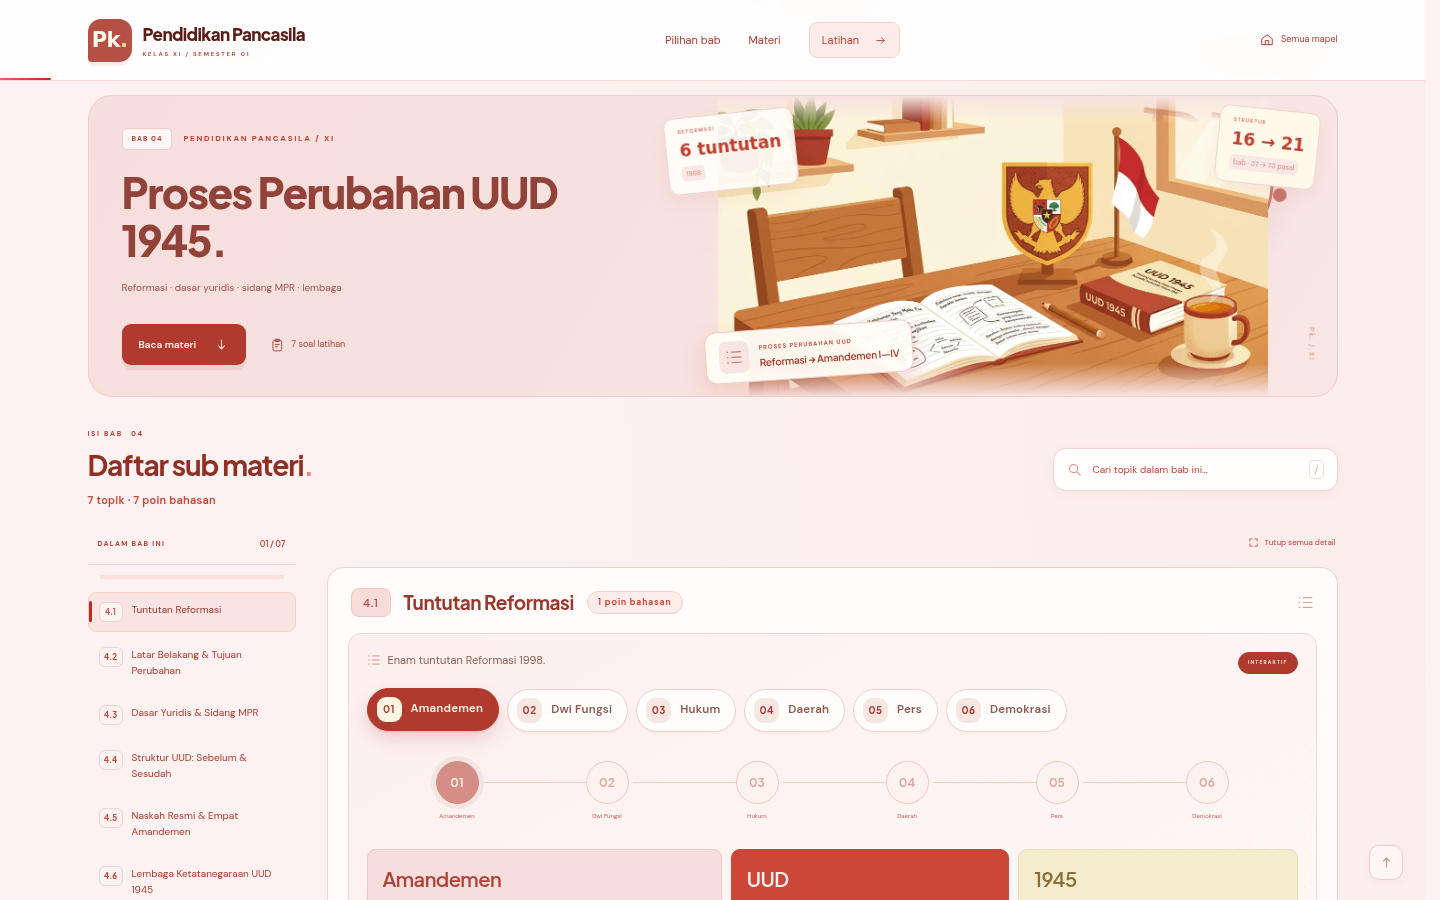 Pk.
Pendidikan Pancasila
KELAS XI / SEMESTER 01
Pilihan bab
Materi
Latihan
Semua mapel
BAB 04
PENDIDIKAN PANCASILA / XI
Proses Perubahan UUD
1945.
Reformasi · dasar yuridis · sidang MPR · lembaga
Baca materi
7 soal latihan
REFORMASI
6 tuntutan
1998
STRUKTUR
16 → 21
bab · 37 → 73 pasal
UUD 1945
UUD 1945
PROSES PERUBAHAN UUD
Reformasi → Amandemen I—IV
Pk / XI
ISI BAB 04
Daftar sub materi.
7 topik · 7 poin bahasan
Cari topik dalam bab ini...
/
DALAM BAB INI
01 / 07
Tutup semua detail
4.1
Tuntutan Reformasi
4.2
Latar Belakang & Tujuan
Perubahan
4.3
Dasar Yuridis & Sidang MPR
4.4
Struktur UUD: Sebelum &
Sesudah
4.5
Naskah Resmi & Empat
Amandemen
4.6
Lembaga Ketatanegaraan UUD
1945
4.1
Tuntutan Reformasi
1 poin bahasan
Enam tuntutan Reformasi 1998.
INTERAKTIF
01 Amandemen
02 Dwi Fungsi
03 Hukum
04 Daerah
05 Pers
06 Demokrasi
01
02
03
04
05
06
Amandemen
Dwi Fungsi
Hukum
Daerah
Pers
Demokrasi
Amandemen
UUD
1945